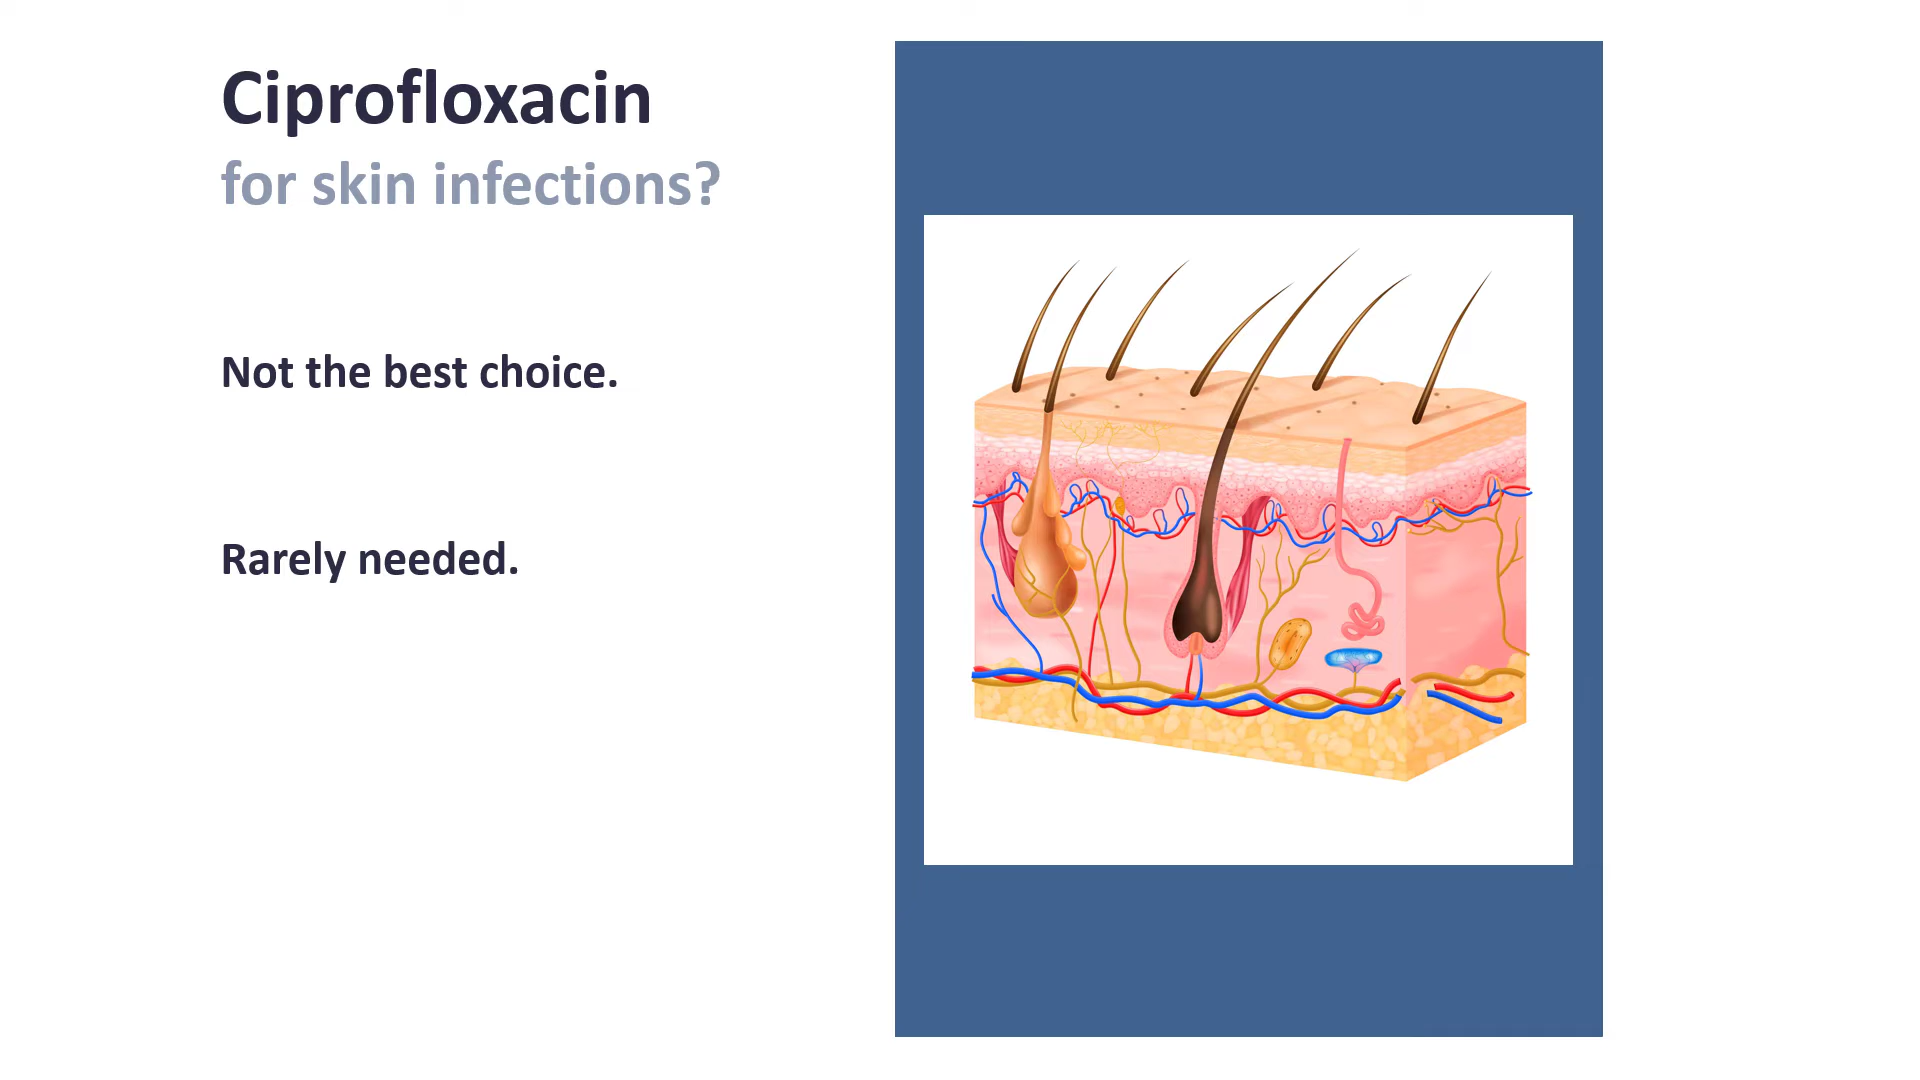 Ciprofloxacin
for skin infections?
Not the best choice.
Rarely needed.